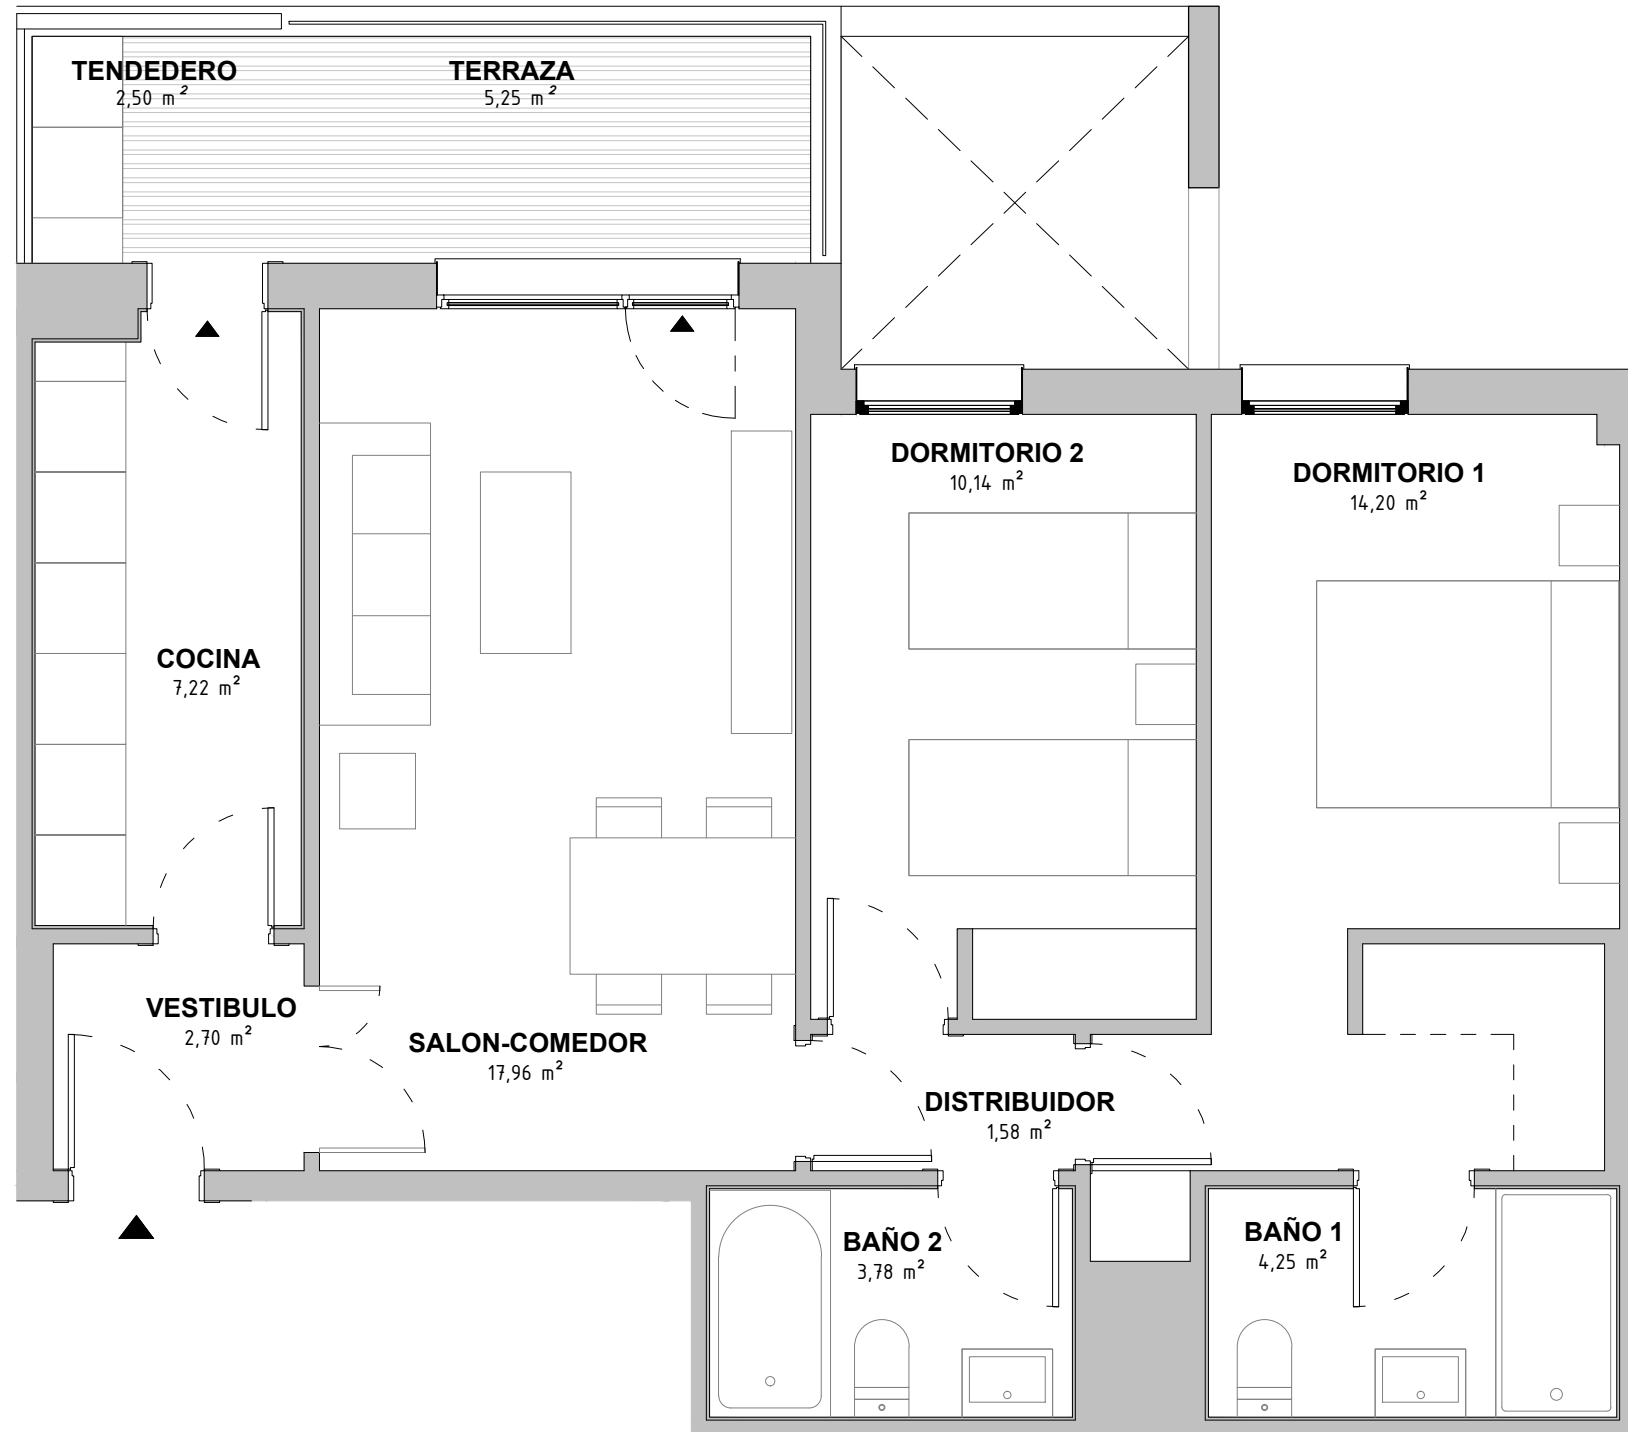 TENDEDERO
2,50 m²
TERRAZA
5,25 m²
DORMITORIO 2
10,14 m²
DORMITORIO 1
14,20 m²
COCINA
7,22 m²
VESTIBULO
2,70 m²
SALON-COMEDOR
17,96 m²
DISTRIBUIDOR
1,58 m²
BAÑO 2
3,78 m²
BAÑO 1
4,25 m²